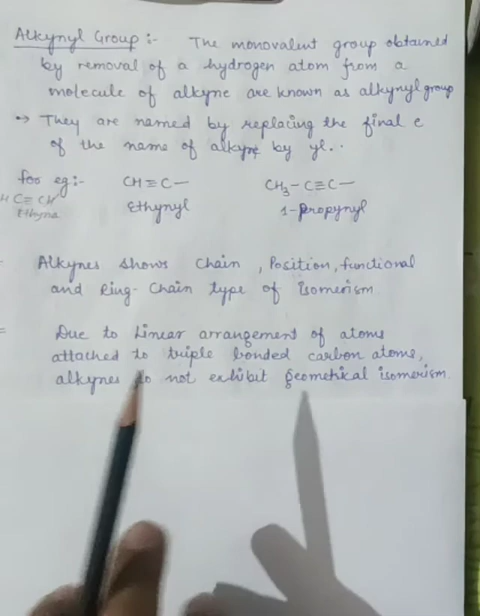 Alkynyl Group :- The monovalent group obtained
by removal of a hydrogen atom from a
molecule of alkyne are known as alkynyl group
→ They are named by replacing the final e
of the name of alkyne by yl..
for eg:- CH≡C— CH₃-C≡C—
HC≡CH Ethynyl 1-propynyl
Ethyne
- Alkynes shows Chain, Position, functional
and Ring-Chain type of Isomerism.
= Due to Linear arrangement of atoms
attached to triple bonded carbon atoms,
alkynes do not exhibit geometrical isomerism.